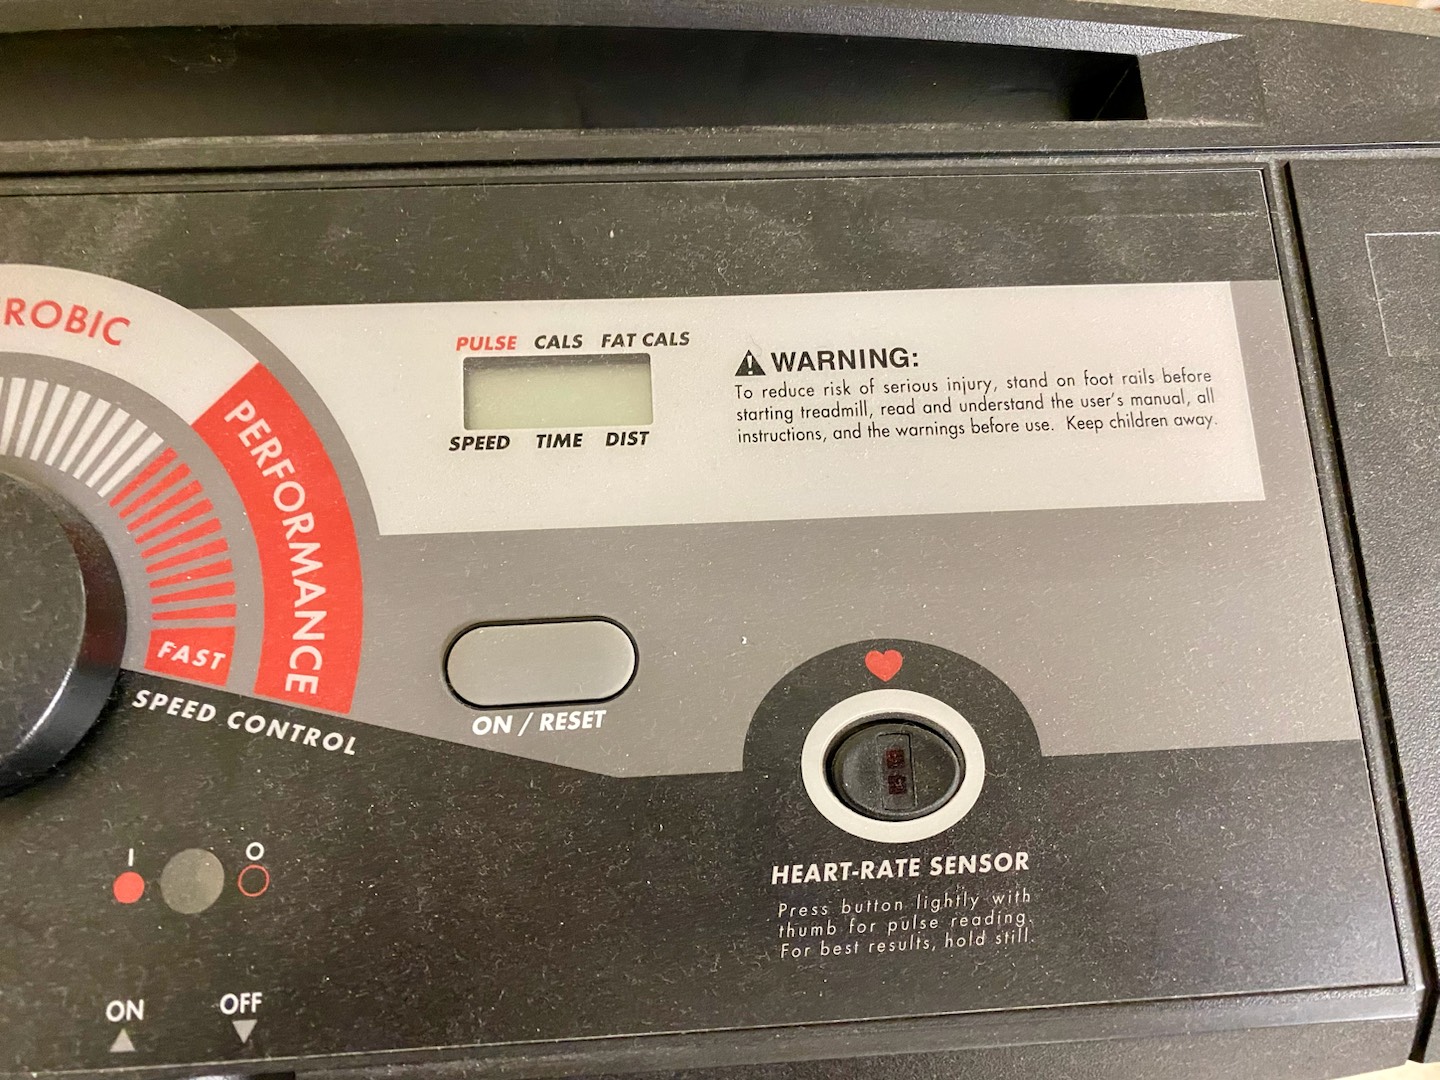 ROBIC
PERFORMANCE
FAST
SPEED CONTROL
PULSE CALS FAT CALS
SPEED TIME DIST
WARNING:
To reduce risk of serious injury, stand on foot rails before
starting treadmill, read and understand the user's manual, all
instructions, and the warnings before use. Keep children away.
ON / RESET
HEART-RATE SENSOR
Press button lightly with
thumb for pulse reading.
For best results, hold still.
I O
ON OFF